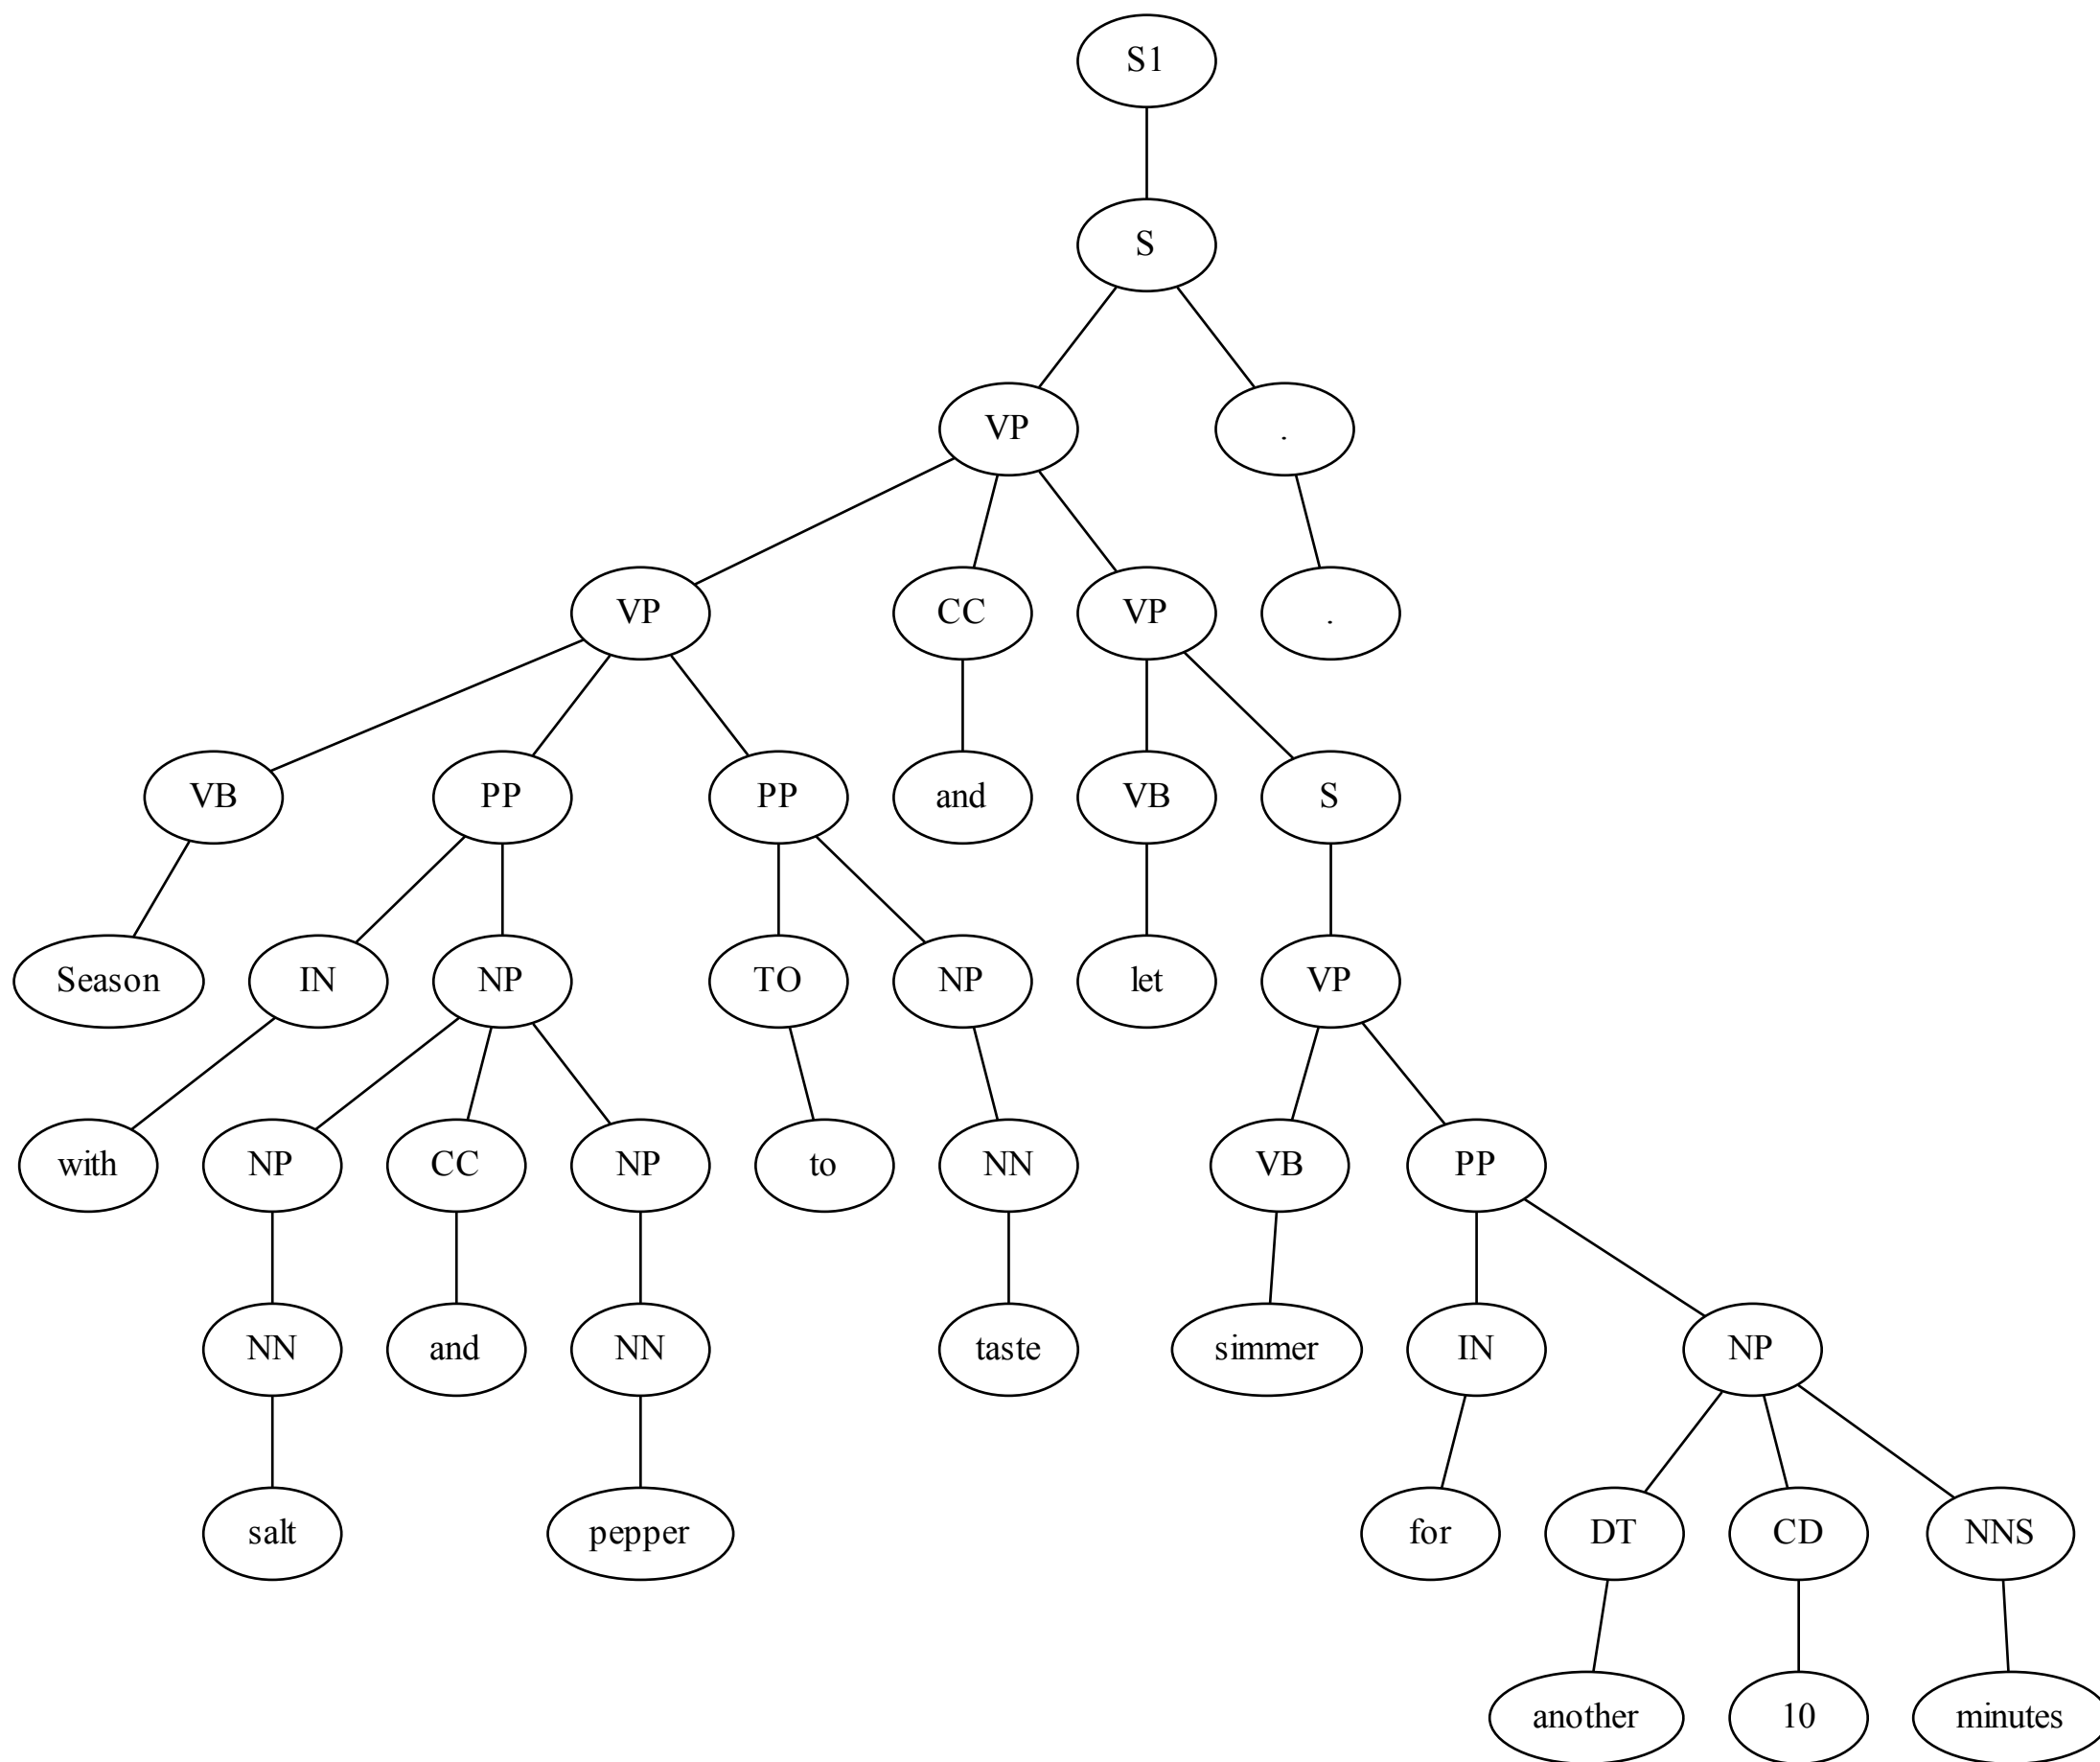 S1
S
VP .
VP CC VP .
VB PP PP and VB S
Season IN NP TO NP let VP
with NP CC NP to NN VB PP
NN and NN taste simmer IN NP
salt pepper for DT CD NNS
another 10 minutes